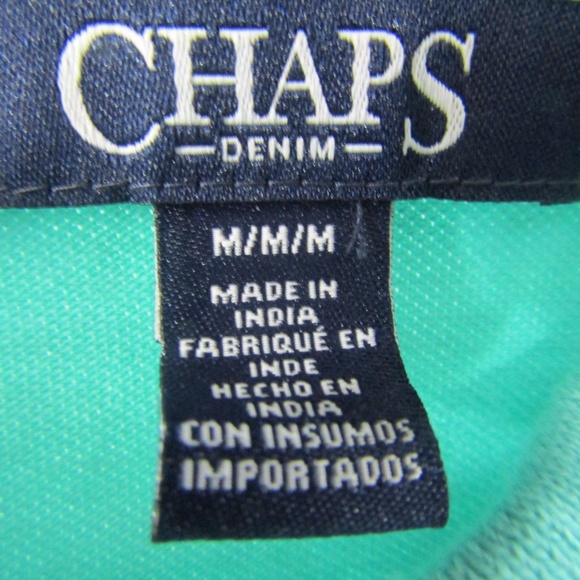 CHAPS
— DENIM —
M/M/M
MADE IN
INDIA
FABRIQUÉ EN
INDE
HECHO EN
INDIA
CON INSUMOS
IMPORTADOS